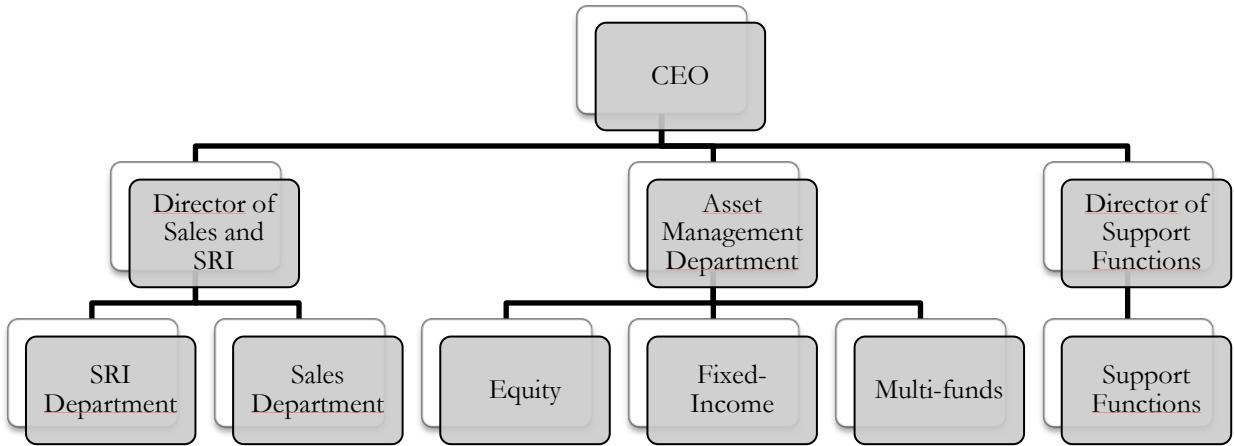 CEO
Director of
Sales and
SRI
Asset
Management
Department
Director of
Support
Functions
SRI
Department
Sales
Department
Equity
Fixed-
Income
Multi-funds
Support
Functions